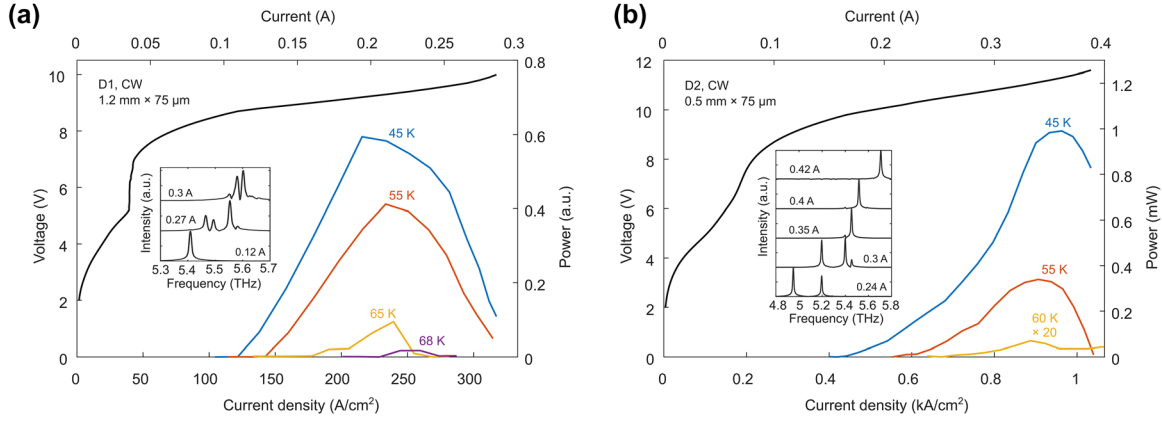 (a)
Current (A)
0 0.05 0.1 0.15 0.2 0.25 0.3
10 8 6 4 2 0
Voltage (V)
D1, CW
1.2 mm × 75 µm
45 K
55 K
65 K
68 K
0.3 A
0.27 A
0.12 A
Intensity (a.u.)
5.3 5.4 5.5 5.6 5.7
Frequency (THz)
0.8 0.6 0.4 0.2 0
Power (a.u.)
0 50 100 150 200 250 300
Current density (A/cm²)
(b)
Current (A)
0 0.1 0.2 0.3 0.4
12 10 8 6 4 2 0
Voltage (V)
D2, CW
0.5 mm × 75 µm
45 K
55 K
60 K
× 20
0.42 A
0.4 A
0.35 A
0.3 A
0.24 A
Intensity (a.u.)
4.8 5 5.2 5.4 5.6 5.8
Frequency (THz)
1.2 1 0.8 0.6 0.4 0.2 0
Power (mW)
0 0.2 0.4 0.6 0.8 1
Current density (kA/cm²)